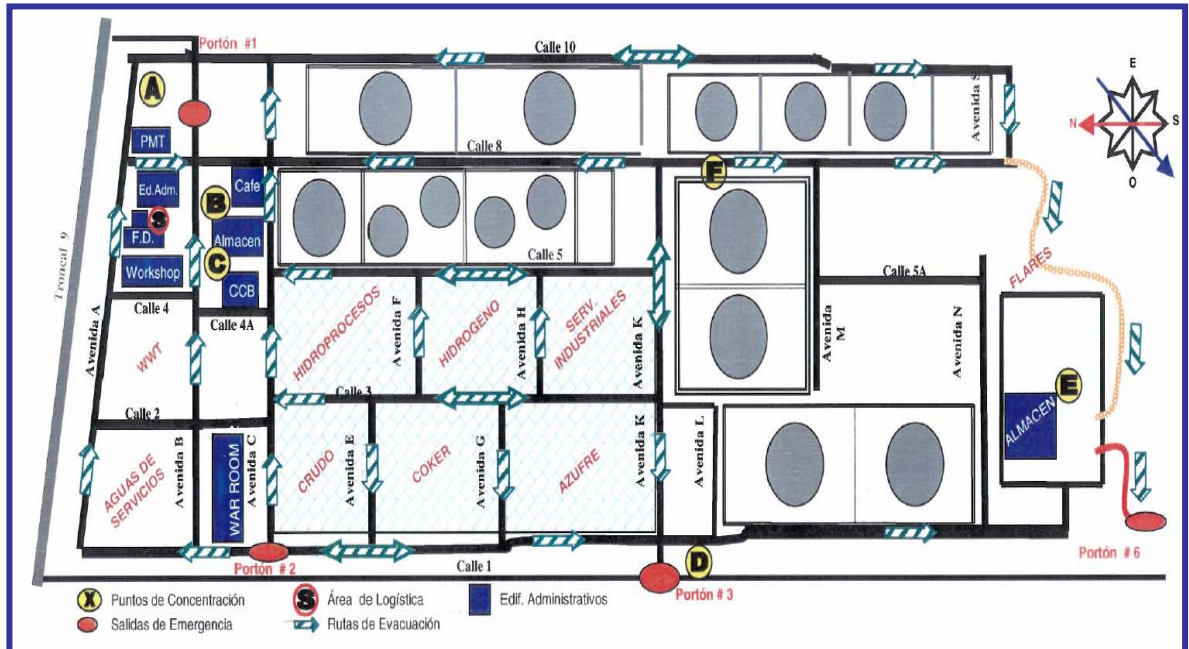 Portón #1
Calle 10
A
PMT
Avenida S
E
N
S
O
Calle 8
Ed.Adm.
S
F.D.
Workshop
B
Cafe
Almacen
C
CCB
F
Calle 5
Calle 5A
FLARES
Troncal 9
Avenida A
Calle 4
Calle 4A
WWT
HIDROPROCESOS
Avenida F
HIDROGENO
Avenida H
SERV. INDUSTRIALES
Avenida K
Avenida M
Avenida N
Calle 3
Calle 2
AGUAS DE SERVICIOS
Avenida B
WAR ROOM
Avenida C
CRUDO
Avenida E
COKER
Avenida G
AZUFRE
Avenida K
Avenida L
ALMACEN
E
Portón # 2
Calle 1
D
Portón # 3
Portón # 6
X Puntos de Concentración
S Área de Logística
Edif. Administrativos
Salidas de Emergencia
Rutas de Evacuación